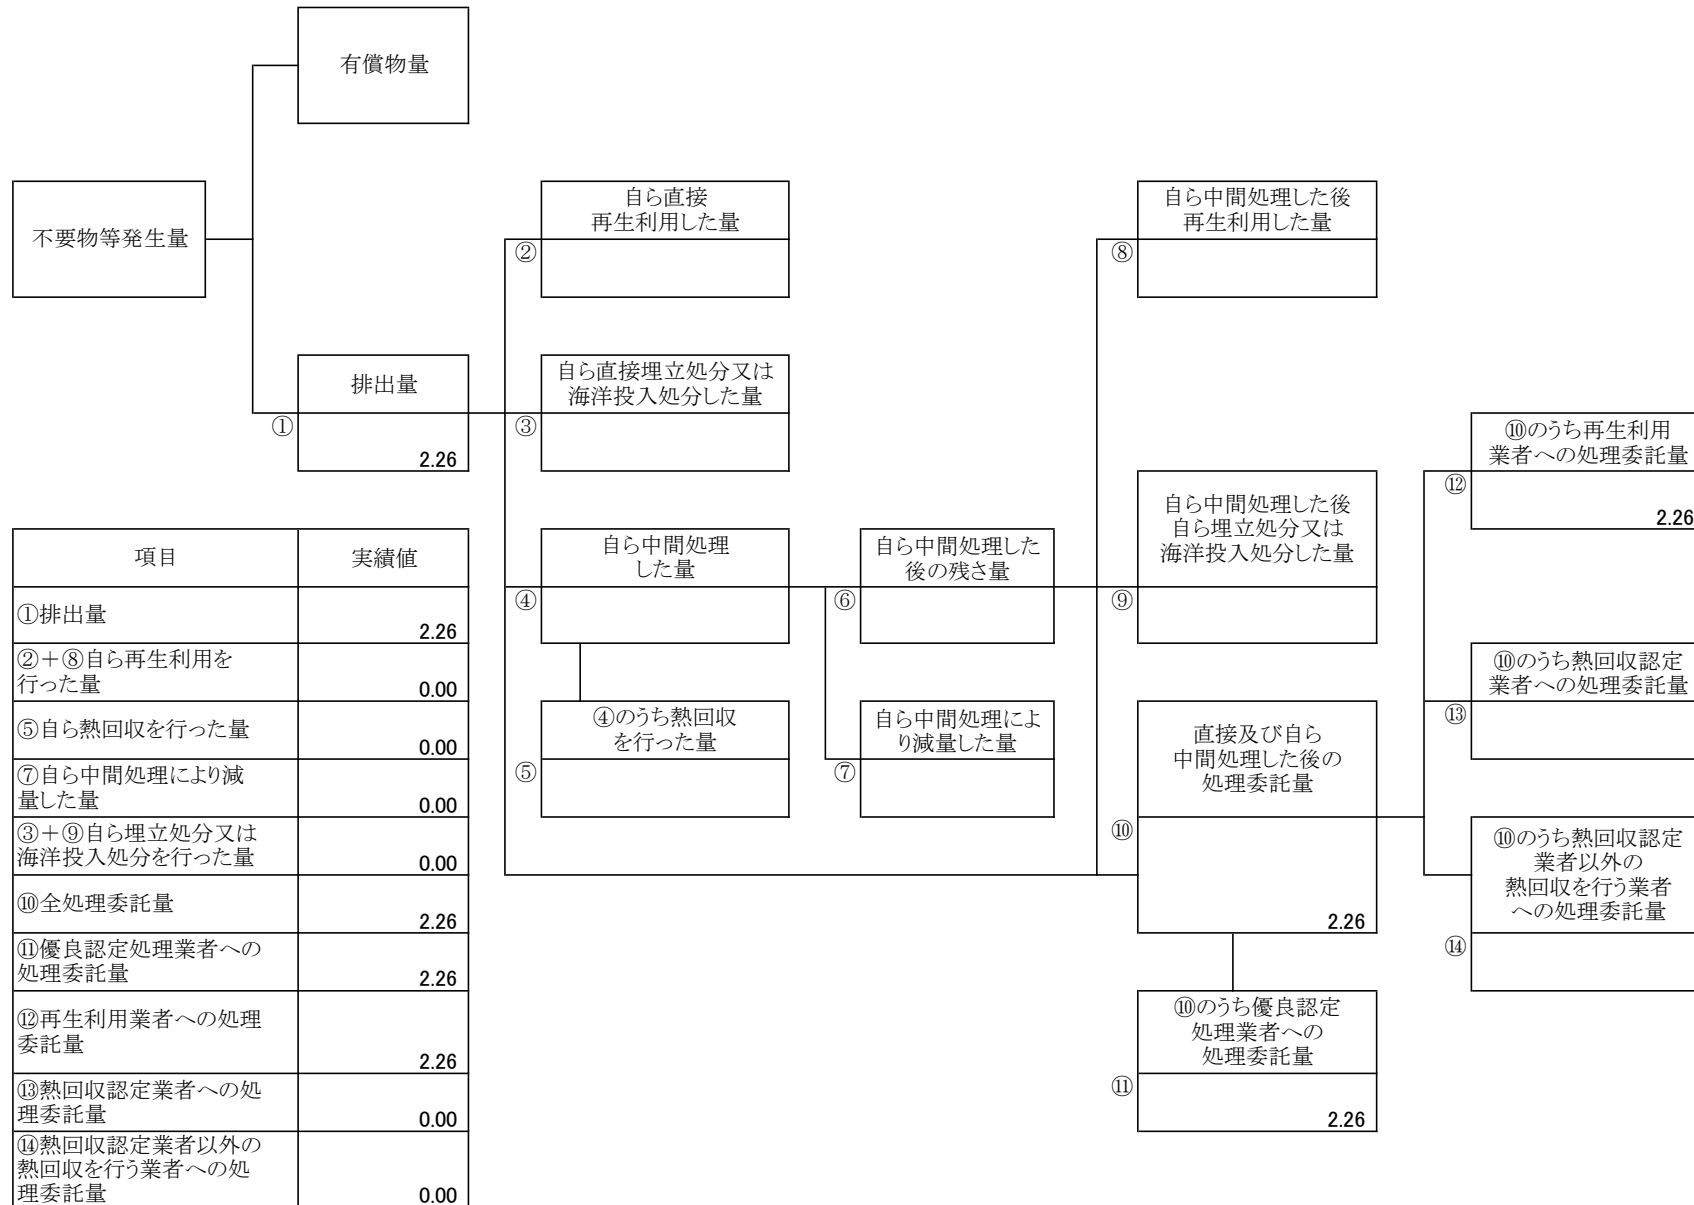 有償物量
不要物等発生量
排出量
①
2.26
自ら直接
再生利用した量
②
自ら直接埋立処分又は
海洋投入処分した量
③
自ら中間処理
した量
④
④のうち熱回収
を行った量
⑤
自ら中間処理した
後の残さ量
⑥
自ら中間処理によ
り減量した量
⑦
自ら中間処理した後
再生利用した量
⑧
自ら中間処理した後
自ら埋立処分又は
海洋投入処分した量
⑨
直接及び自ら
中間処理した後の
処理委託量
⑩
2.26
⑩のうち優良認定
処理業者への
処理委託量
⑪
2.26
⑩のうち再生利用
業者への処理委託量
⑫
2.26
⑩のうち熱回収認定
業者への処理委託量
⑬
⑩のうち熱回収認定
業者以外の
熱回収を行う業者
への処理委託量
⑭
項目 実績値
①排出量
2.26
②＋⑧自ら再生利用を
行った量
0.00
⑤自ら熱回収を行った量
0.00
⑦自ら中間処理により減
量した量
0.00
③＋⑨自ら埋立処分又は
海洋投入処分を行った量
0.00
⑩全処理委託量
2.26
⑪優良認定処理業者への
処理委託量
2.26
⑫再生利用業者への処理
委託量
2.26
⑬熱回収認定業者への処
理委託量
0.00
⑭熱回収認定業者以外の
熱回収を行う業者への処
理委託量
0.00